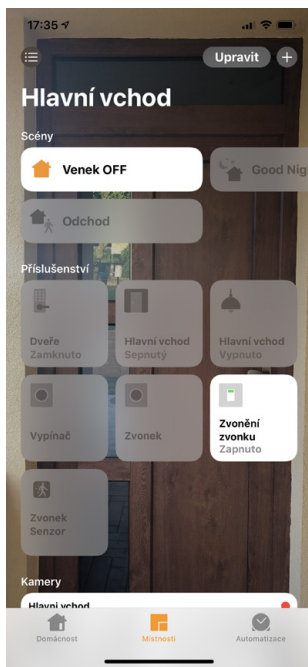 17:35
Upravit
Hlavní vchod
Scény
Venek OFF
Good Nig
Odchod
Příslušenství
Dveře
Zamknuto
Hlavní vchod
Sepnutý
Hlavní vchod
Vypnuto
Vypínač
Zvonek
Zvonění
zvonku
Zapnuto
Zvonek
Senzor
Kamery
Hlavní vchod
Domácnost
Místnosti
Automatizace